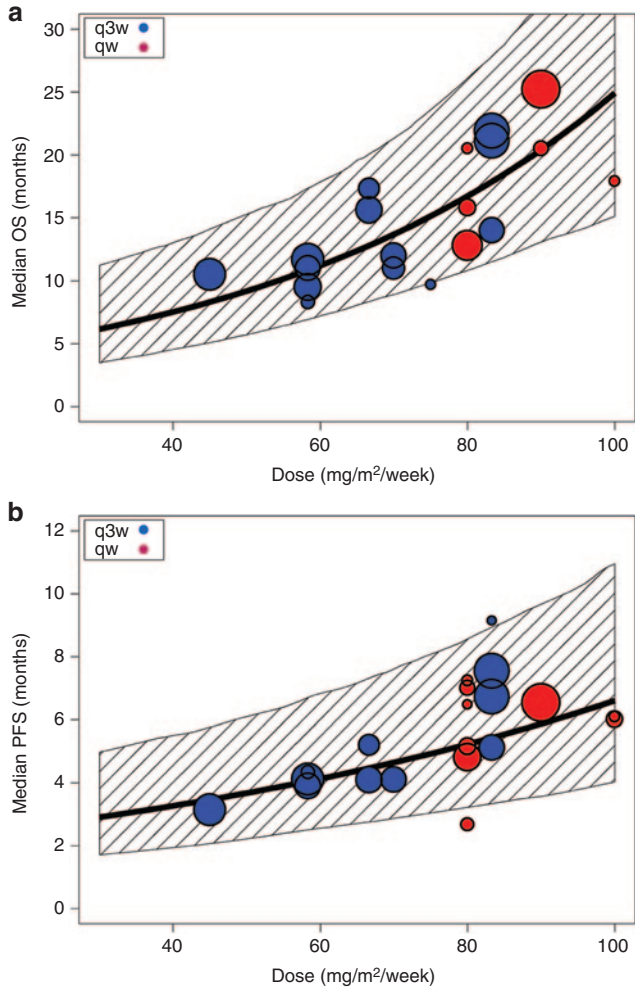 a
q3w
qw
30
25
20
15
10
5
0
Median OS (months)
40 60 80 100
Dose (mg/m²/week)
b
q3w
qw
12
10
8
6
4
2
0
Median PFS (months)
40 60 80 100
Dose (mg/m²/week)